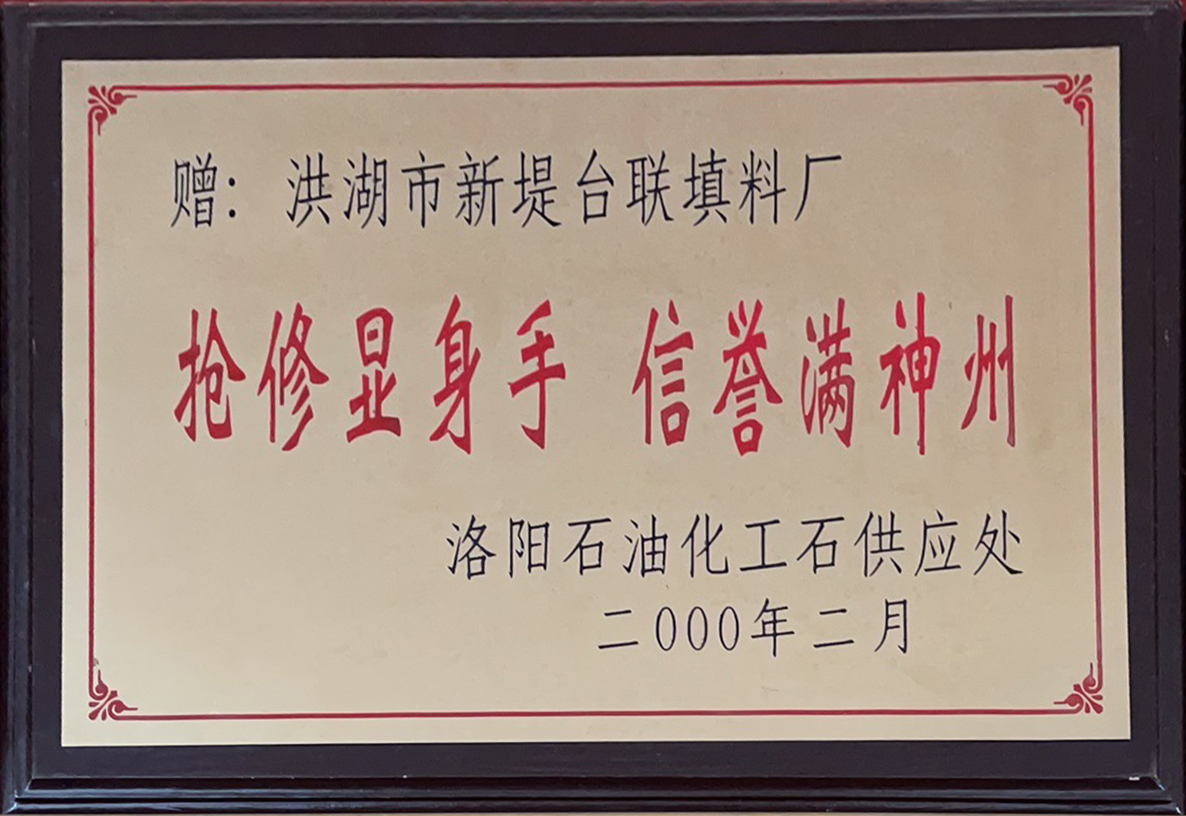 赠：洪湖市新堤台联填料厂
抢修显身手 信誉满神州
洛阳石油化工石供应处
二000年二月